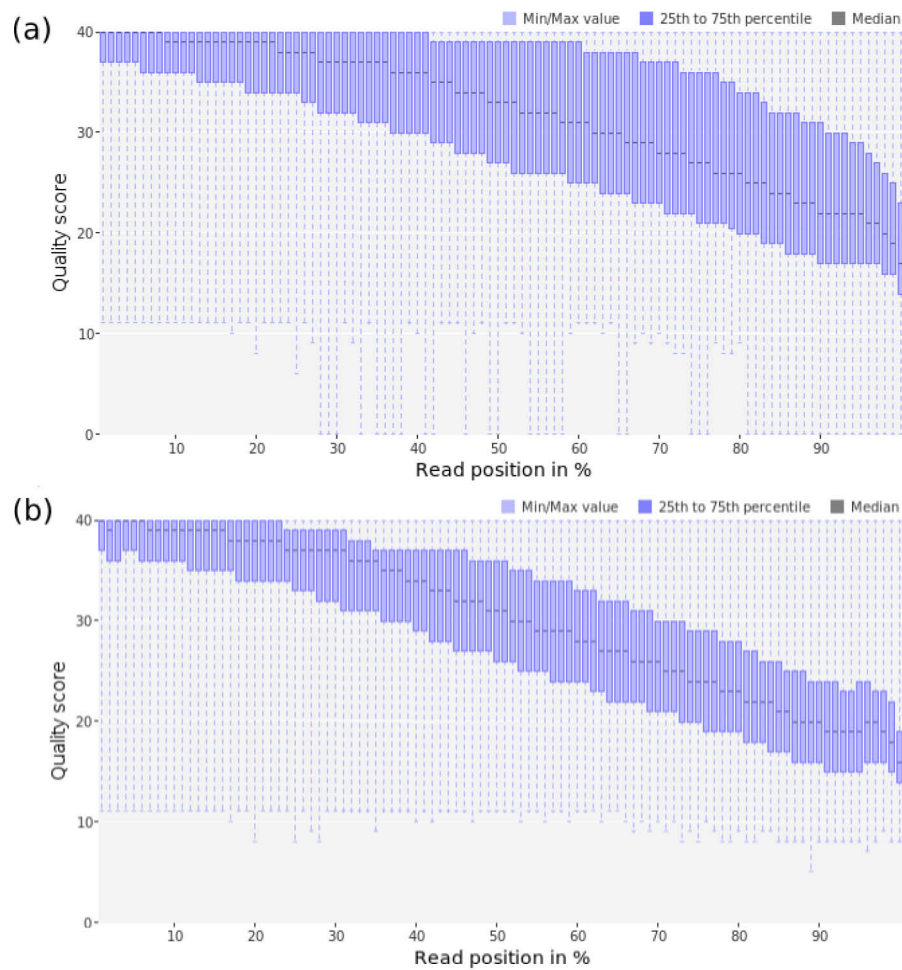 (a)
Min/Max value 25th to 75th percentile Median
40
30
20
10
0
Quality score
10 20 30 40 50 60 70 80 90
Read position in %
(b)
Min/Max value 25th to 75th percentile Median
40
30
20
10
0
Quality score
10 20 30 40 50 60 70 80 90
Read position in %